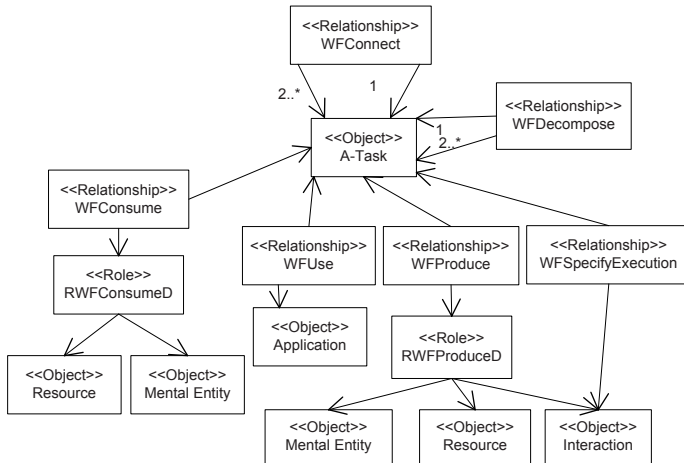 <<Relationship>>
WFConnect
2..*
1
<<Relationship>>
WFDecompose
1
2..*
<<Object>>
A-Task
<<Relationship>>
WFConsume
<<Relationship>>
WFUse
<<Relationship>>
WFProduce
<<Relationship>>
WFSpecifyExecution
<<Role>>
RWFConsumeD
<<Object>>
Application
<<Role>>
RWFProduceD
<<Object>>
Resource
<<Object>>
Mental Entity
<<Object>>
Mental Entity
<<Object>>
Resource
<<Object>>
Interaction